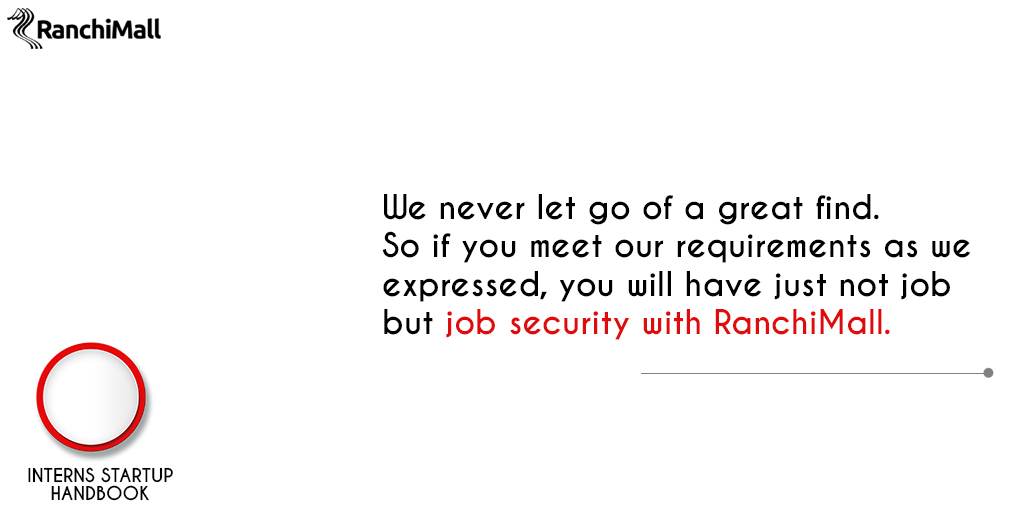 RanchiMall
We never let go of a great find.
So if you meet our requirements as we
expressed, you will have just not job
but job security with RanchiMall.
INTERNS STARTUP
HANDBOOK